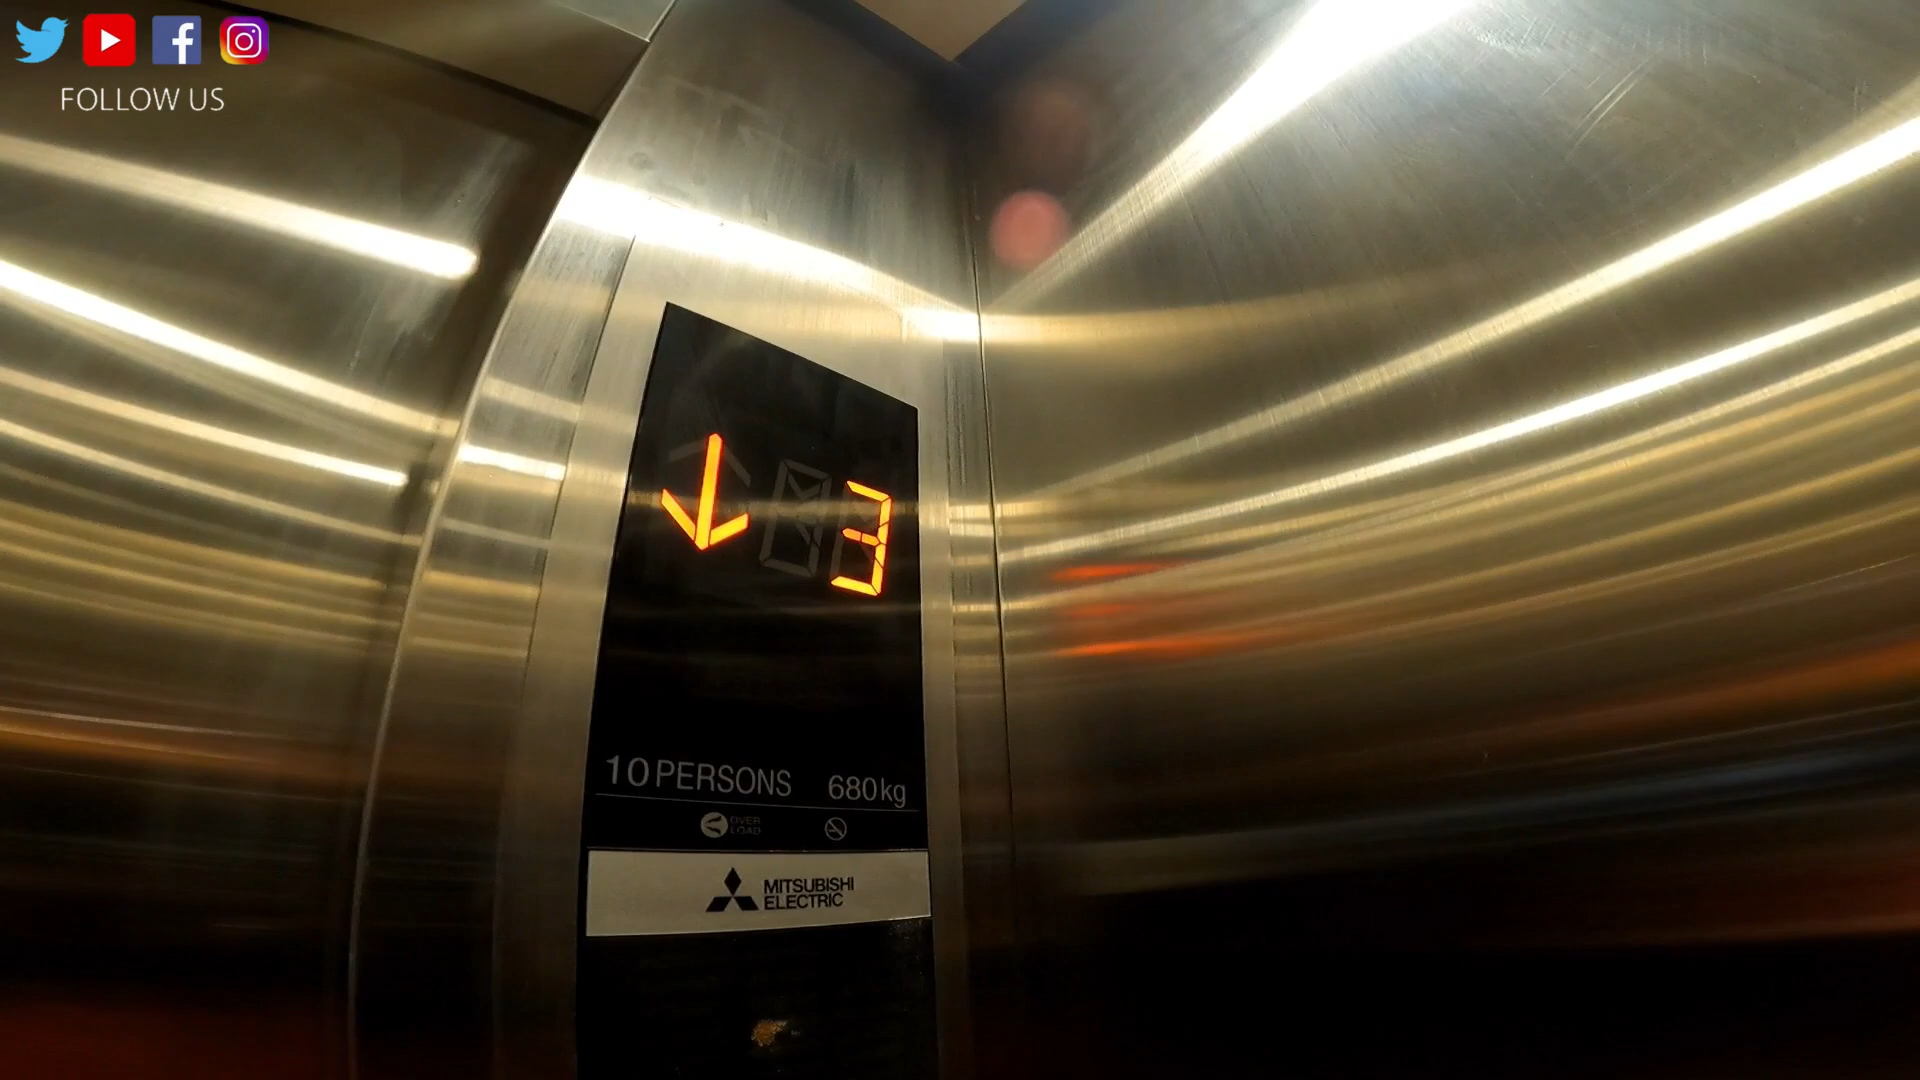 FOLLOW US
3
10 PERSONS 680kg
OVER
LOAD
MITSUBISHI
ELECTRIC